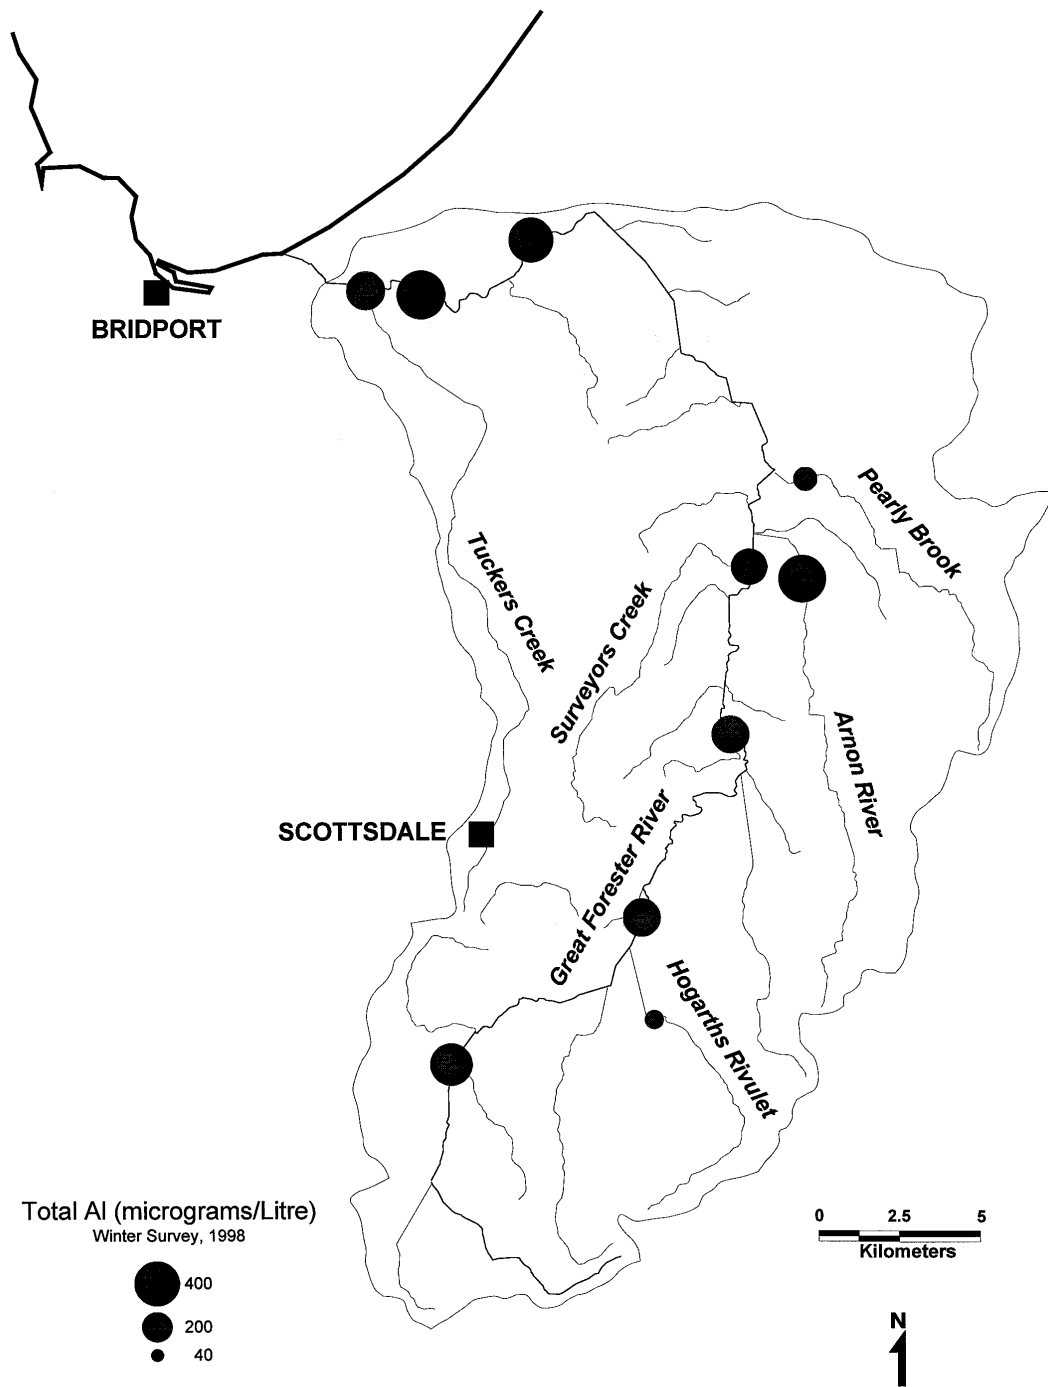 BRIDPORT
Pearly Brook
Tuckers Creek
Surveyors Creek
Arnon River
SCOTTSDALE
Great Forester River
Hogarths Rivulet
Total Al (micrograms/Litre)
Winter Survey, 1998
400
200
40
0 2.5 5
Kilometers
N